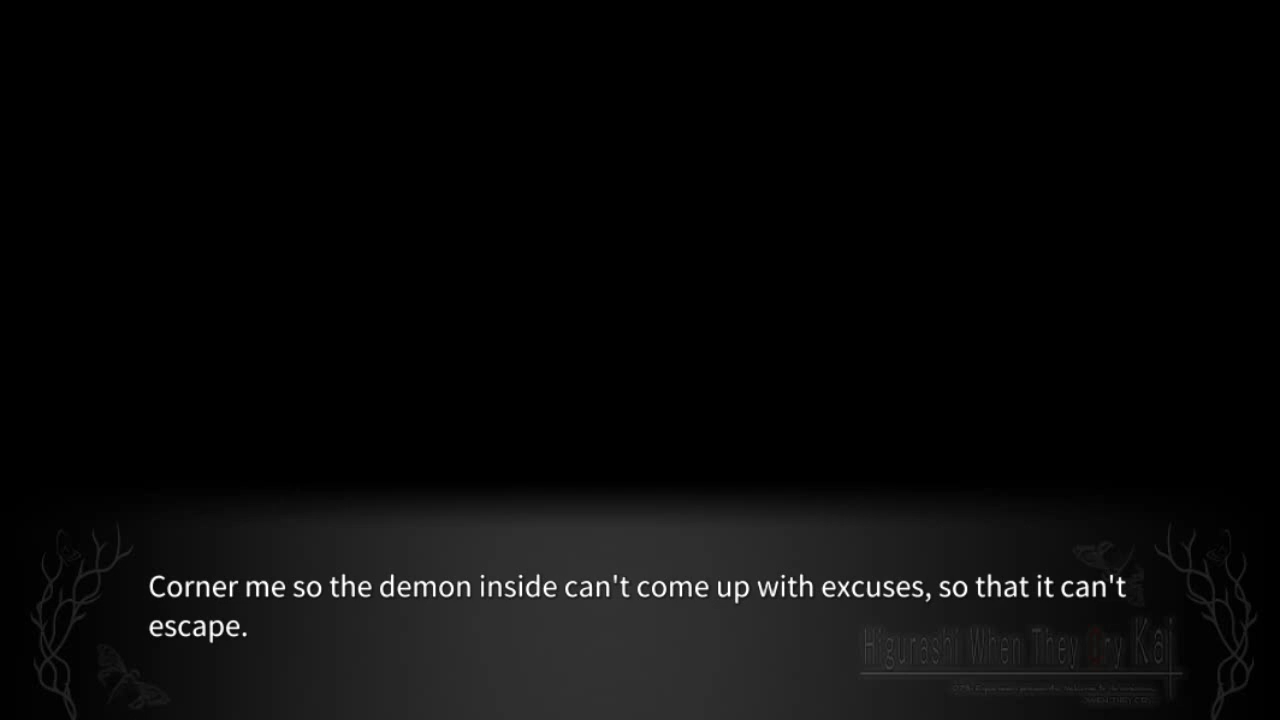 Corner me so the demon inside can't come up with excuses, so that it can't
escape.
Higurashi When They Cry Kai